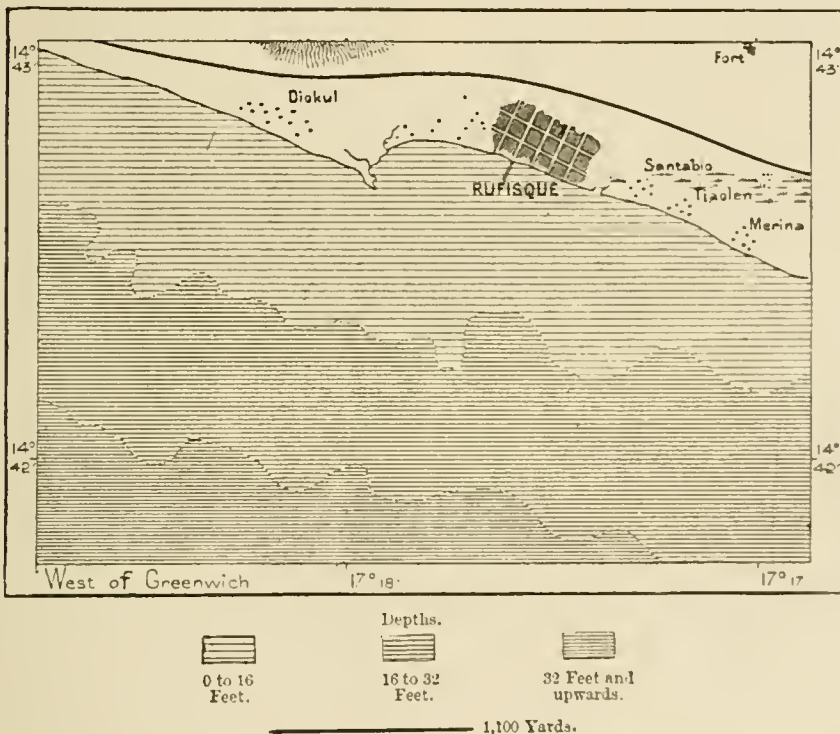 14°
43′
Fort
14°
43′
Diokul
Santabio
RUFISQUE
Tiaolen
Merina
14°
42′
14°
42′
West of Greenwich
17° 18′
17° 17
Depths.
0 to 16
Feet.
16 to 32
Feet.
32 Feet and
upwards.
1,100 Yards.